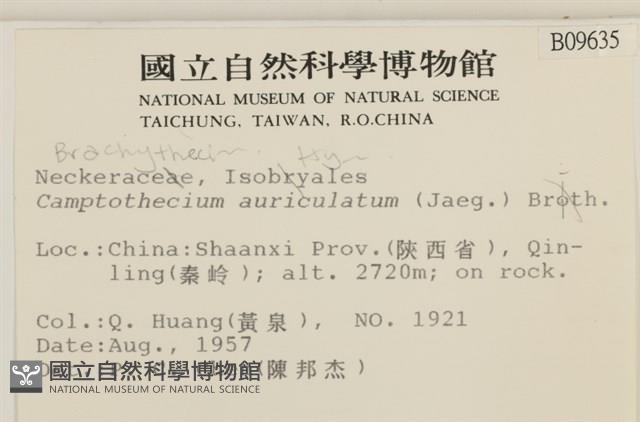 B09635
國立自然科學博物館
NATIONAL MUSEUM OF NATURAL SCIENCE
TAICHUNG, TAIWAN, R.O.CHINA
Neckeraceae, Isobryales
Camptothecium auriculatum (Jaeg.) Broth.
Loc.:China:Shaanxi Prov.(陝西省), Qin-
ling(秦岭); alt. 2720m; on rock.
Col.:Q. Huang(黃泉), NO. 1921
Date:Aug., 1957
(陳邦杰)
國立自然科學博物館
NATIONAL MUSEUM OF NATURAL SCIENCE